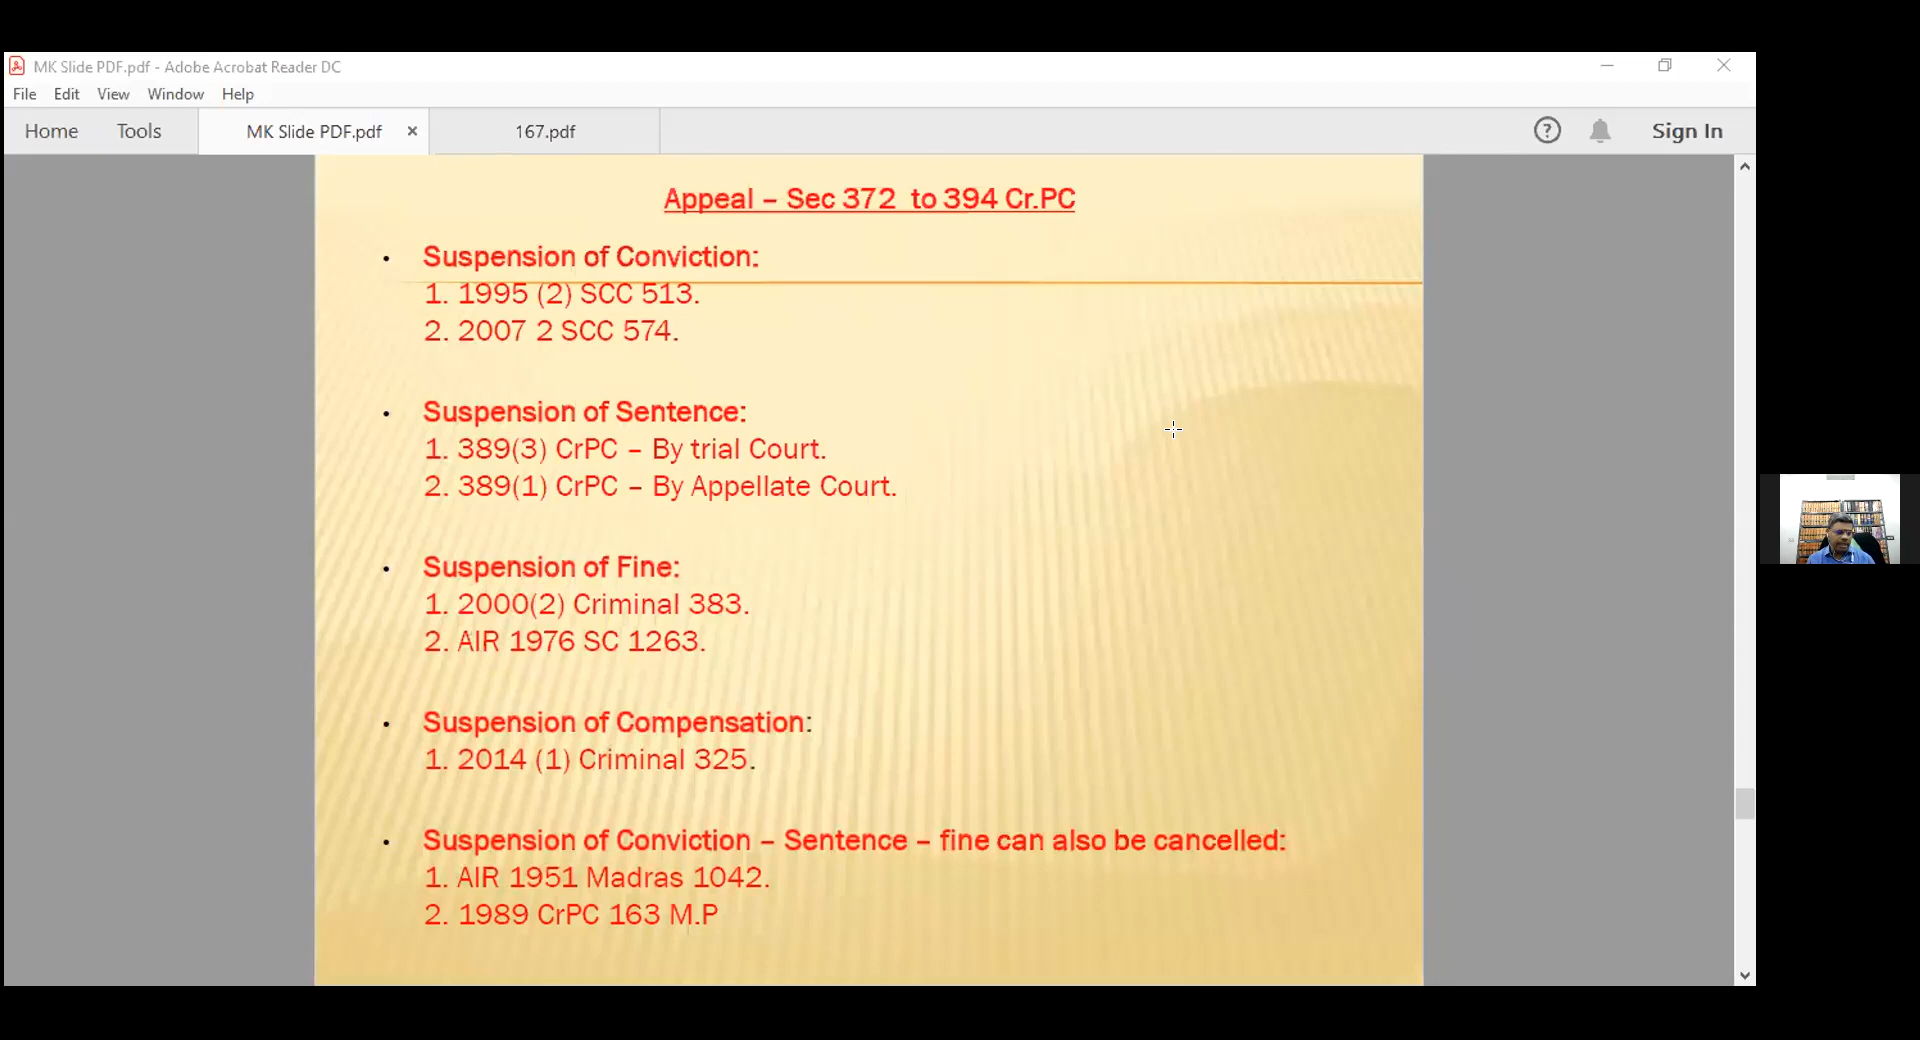 MK Slide PDF.pdf - Adobe Acrobat Reader DC
File Edit View Window Help
Home Tools MK Slide PDF.pdf × 167.pdf Sign In
Appeal – Sec 372 to 394 Cr.PC
• Suspension of Conviction:
1. 1995 (2) SCC 513.
2. 2007 2 SCC 574.
• Suspension of Sentence:
1. 389(3) CrPC – By trial Court.
2. 389(1) CrPC – By Appellate Court.
• Suspension of Fine:
1. 2000(2) Criminal 383.
2. AIR 1976 SC 1263.
• Suspension of Compensation:
1. 2014 (1) Criminal 325.
• Suspension of Conviction – Sentence – fine can also be cancelled:
1. AIR 1951 Madras 1042.
2. 1989 CrPC 163 M.P